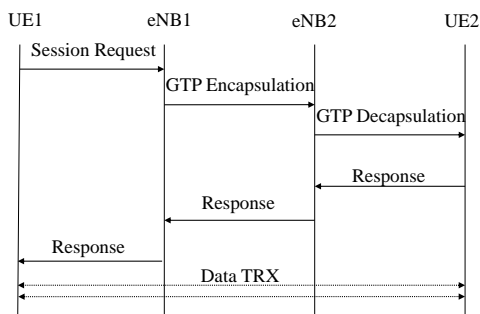 UE1 eNB1 eNB2 UE2
Session Request
GTP Encapsulation
GTP Decapsulation
Response
Response
Response
Data TRX